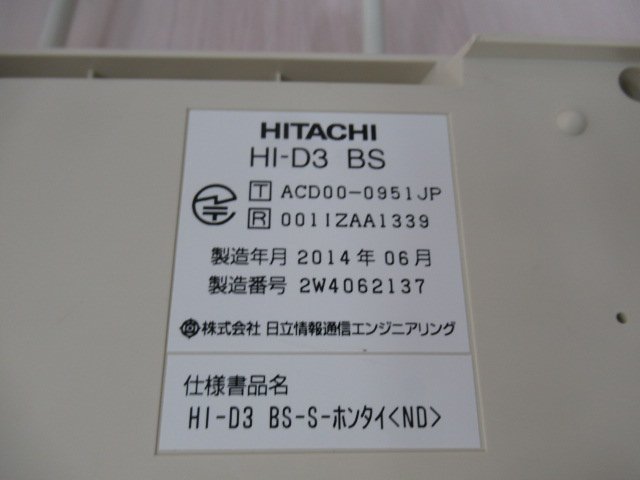 HITACHI
HI-D3 BS
T ACD00-0951JP
R 001IZAA1339
製造年月 2014年 06月
製造番号 2W4062137
株式会社 日立情報通信エンジニアリング
仕様書品名
HI-D3 BS-S-ホンタイ<ND>